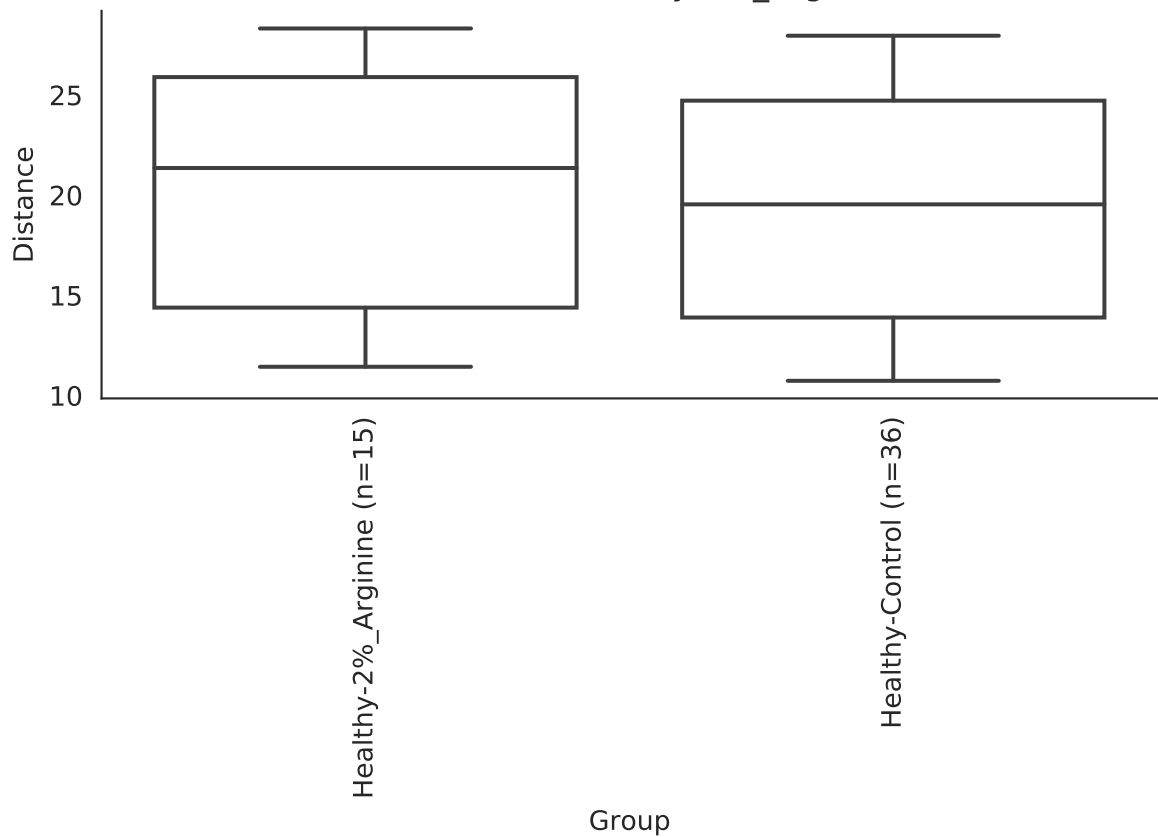 25
20
15
10
Distance
Healthy-2%_Arginine (n=15)
Healthy-Control (n=36)
Group